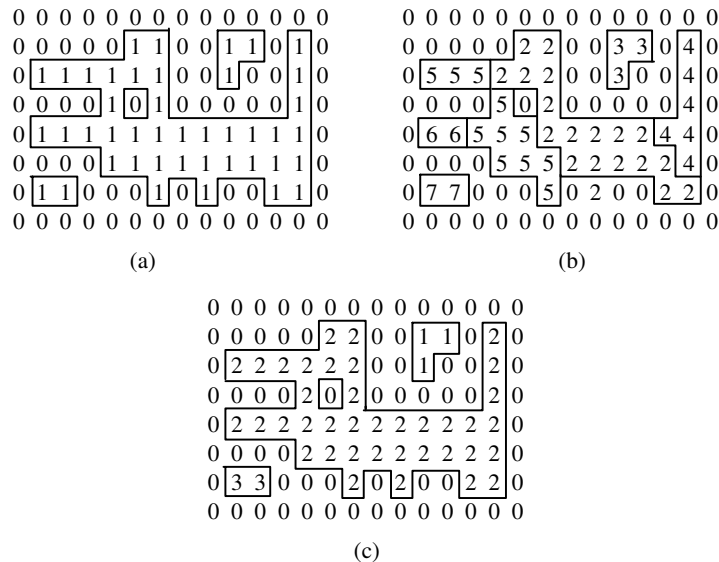 0 0 0 0 0 0 0 0 0 0 0 0 0 0
0 0 0 0 0 1 1 0 0 1 1 0 1 0
0 1 1 1 1 1 1 0 0 1 0 0 1 0
0 0 0 0 1 0 1 0 0 0 0 0 1 0
0 1 1 1 1 1 1 1 1 1 1 1 1 0
0 0 0 0 1 1 1 1 1 1 1 1 1 0
0 1 1 0 0 0 1 0 1 0 0 1 1 0
0 0 0 0 0 0 0 0 0 0 0 0 0 0
(a)
0 0 0 0 0 0 0 0 0 0 0 0 0 0
0 0 0 0 0 2 2 0 0 3 3 0 4 0
0 5 5 5 2 2 2 0 0 3 0 0 4 0
0 0 0 0 5 0 2 0 0 0 0 0 4 0
0 6 6 5 5 5 2 2 2 2 2 4 4 0
0 0 0 0 5 5 5 2 2 2 2 2 4 0
0 7 7 0 0 0 5 0 2 0 0 2 2 0
0 0 0 0 0 0 0 0 0 0 0 0 0 0
(b)
0 0 0 0 0 0 0 0 0 0 0 0 0 0
0 0 0 0 0 2 2 0 0 1 1 0 2 0
0 2 2 2 2 2 2 0 0 1 0 0 2 0
0 0 0 0 2 0 2 0 0 0 0 0 2 0
0 2 2 2 2 2 2 2 2 2 2 2 2 0
0 0 0 0 2 2 2 2 2 2 2 2 2 0
0 3 3 0 0 0 2 0 2 0 0 2 2 0
0 0 0 0 0 0 0 0 0 0 0 0 0 0
(c)